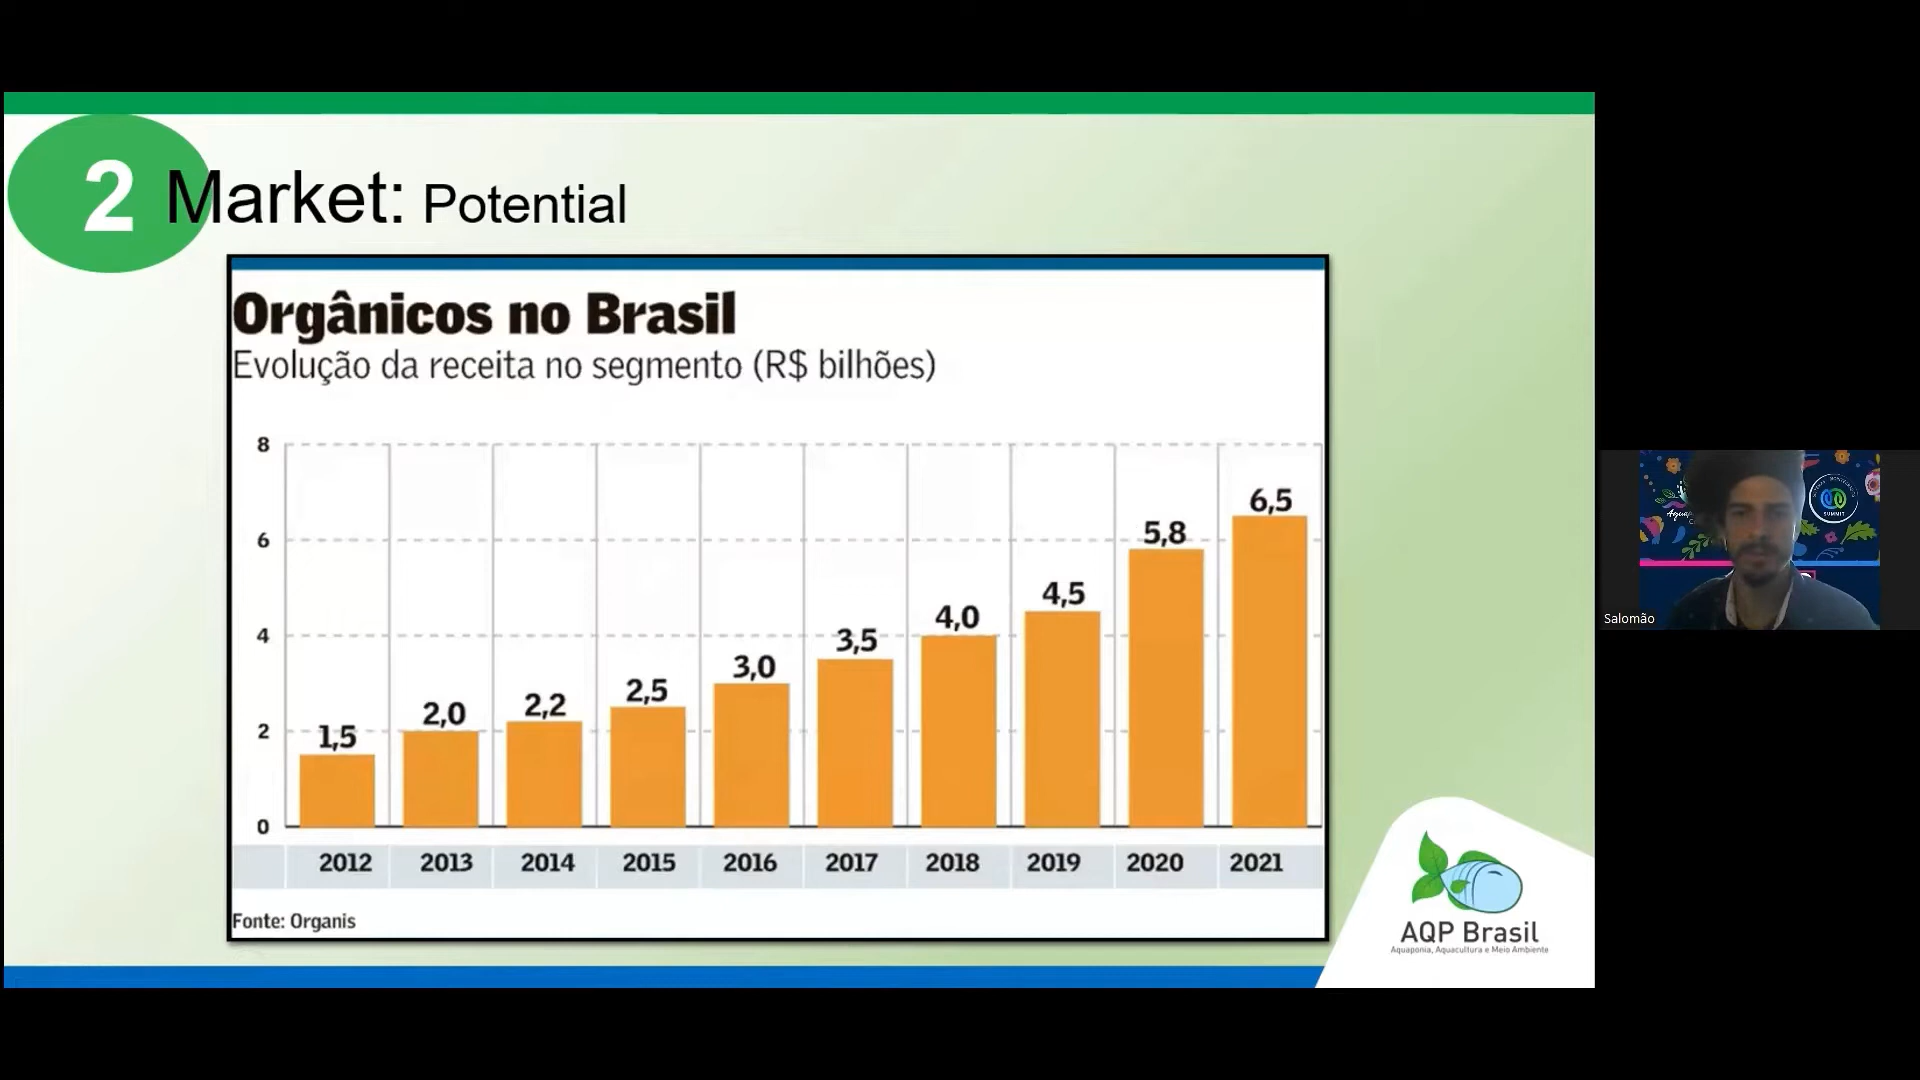 2 Market: Potential
Orgânicos no Brasil
Evolução da receita no segmento (R$ bilhões)
8
6
4
2
0
1,5
2,0
2,2
2,5
3,0
3,5
4,0
4,5
5,8
6,5
2012 2013 2014 2015 2016 2017 2018 2019 2020 2021
Fonte: Organis
AQP Brasil
Aquaponia, Aquacultura e Meio Ambiente
SUMMIT
Salomão